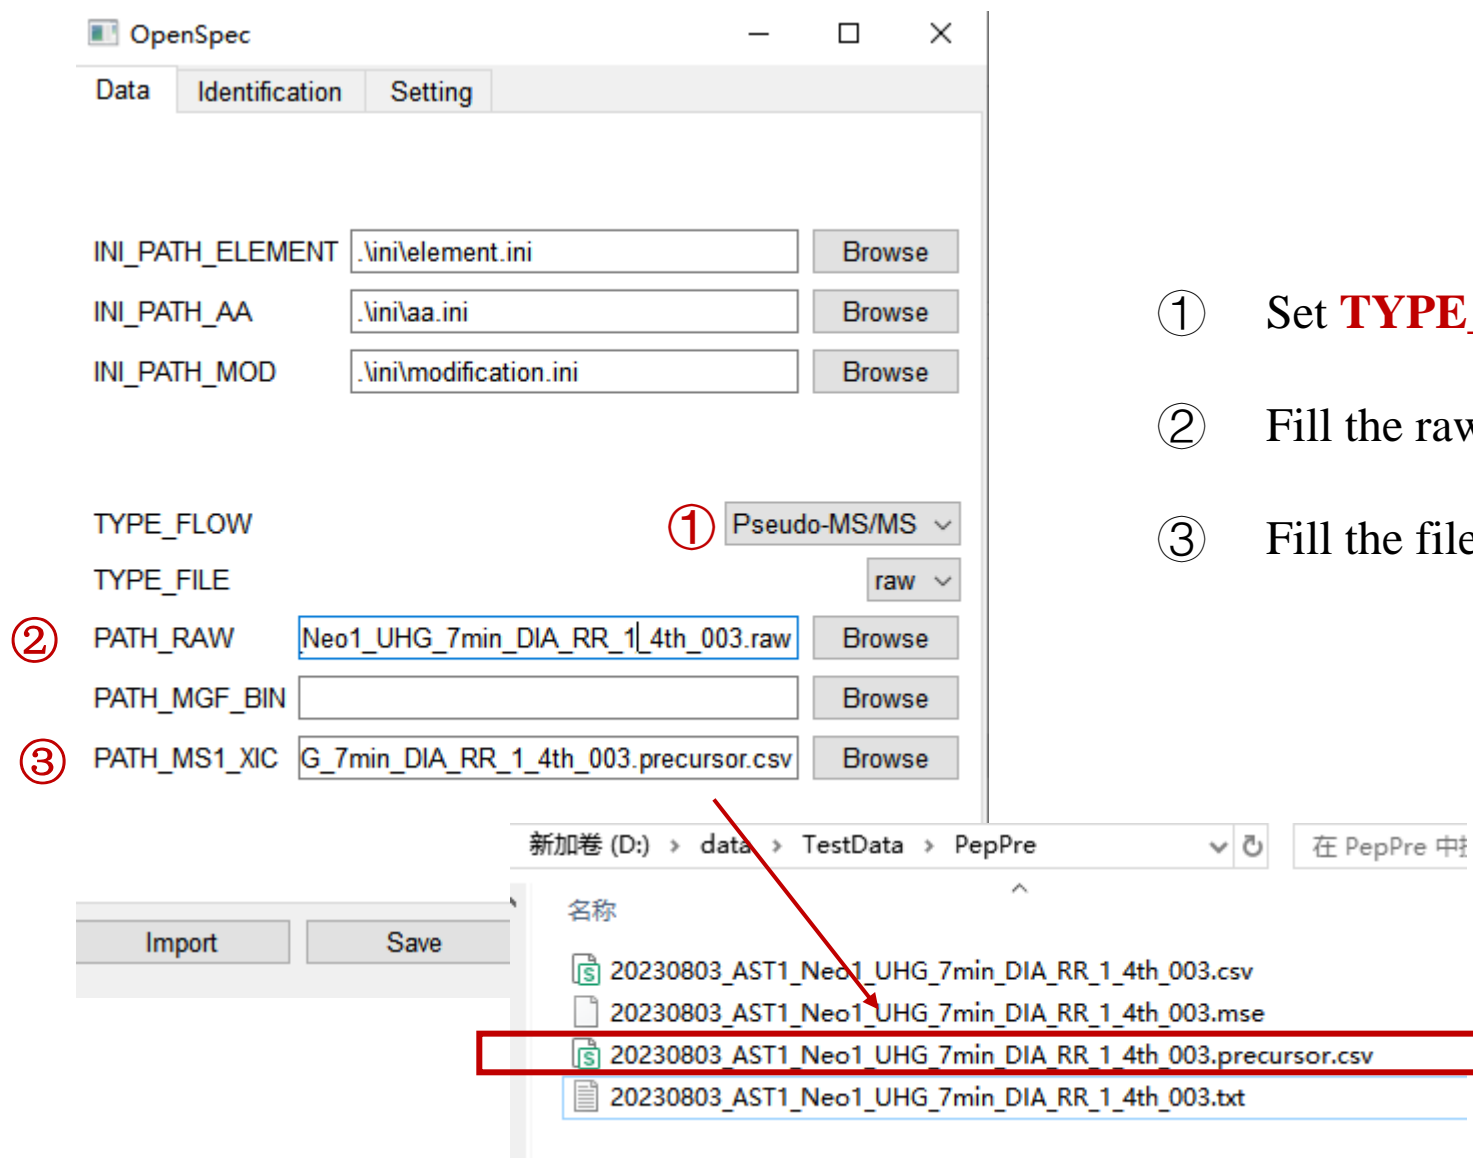 OpenSpec
Data Identification Setting
INI_PATH_ELEMENT .\ini\element.ini Browse
INI_PATH_AA .\ini\aa.ini Browse
INI_PATH_MOD .\ini\modification.ini Browse
① Set TYPE_
② Fill the raw
③ Fill the file
TYPE_FLOW ① Pseudo-MS/MS
TYPE_FILE raw
② PATH_RAW Neo1_UHG_7min_DIA_RR_1_4th_003.raw Browse
PATH_MGF_BIN Browse
③ PATH_MS1_XIC G_7min_DIA_RR_1_4th_003.precursor.csv Browse
Import Save
新加卷 (D:) > data > TestData > PepPre
在 PepPre 中
名称
20230803_AST1_Neo1_UHG_7min_DIA_RR_1_4th_003.csv
20230803_AST1_Neo1_UHG_7min_DIA_RR_1_4th_003.mse
20230803_AST1_Neo1_UHG_7min_DIA_RR_1_4th_003.precursor.csv
20230803_AST1_Neo1_UHG_7min_DIA_RR_1_4th_003.txt